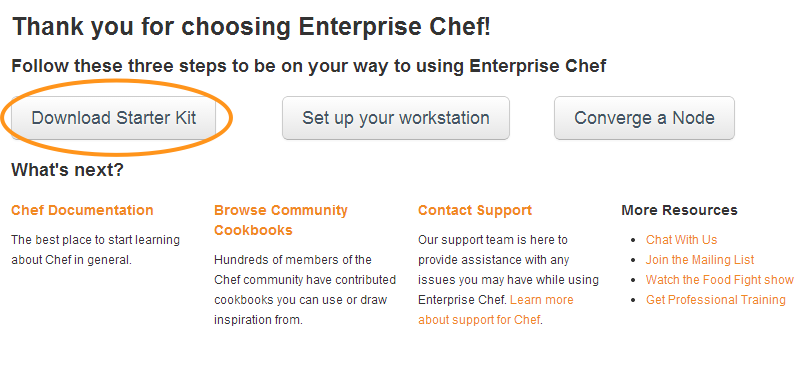 Thank you for choosing Enterprise Chef!
Follow these three steps to be on your way to using Enterprise Chef
Download Starter Kit
Set up your workstation
Converge a Node
What's next?
Chef Documentation
The best place to start learning
about Chef in general.
Browse Community
Cookbooks
Hundreds of members of the
Chef community have contributed
cookbooks you can use or draw
inspiration from.
Contact Support
Our support team is here to
provide assistance with any
issues you may have while using
Enterprise Chef. Learn more
about support for Chef.
More Resources
Chat With Us
Join the Mailing List
Watch the Food Fight show
Get Professional Training